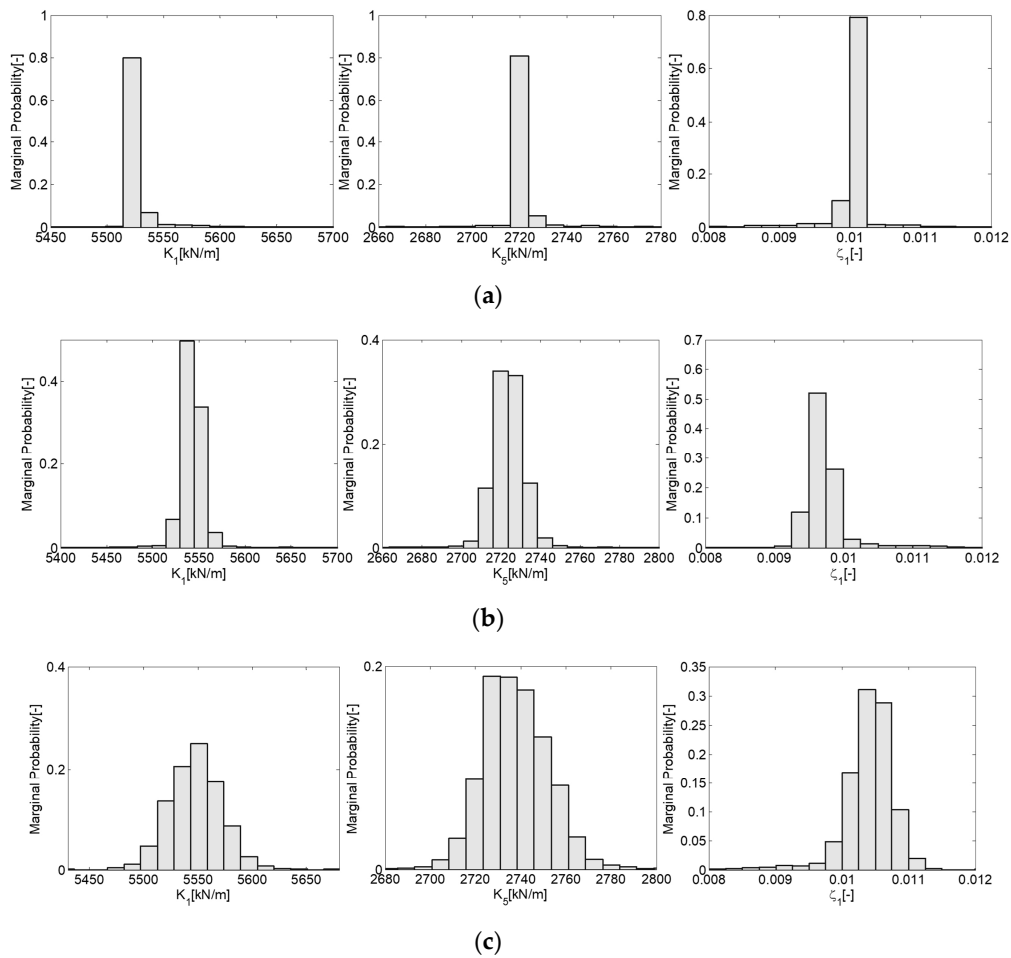 1
0.8
0.6
0.4
0.2
0
Marginal Probability[-]
5450 5500 5550 5600 5650 5700
K1[kN/m]
1
0.8
0.6
0.4
0.2
0
Marginal Probability[-]
2660 2680 2700 2720 2740 2760 2780
K5[kN/m]
0.8
0.6
0.4
0.2
0
Marginal Probability[-]
0.008 0.009 0.01 0.011 0.012
ζ1[-]
(a)
0.4
0.2
0
Marginal Probability[-]
5400 5450 5500 5550 5600 5650 5700
K1[kN/m]
0.4
0.2
0
Marginal Probability[-]
2660 2680 2700 2720 2740 2760 2780 2800
K5[kN/m]
0.7
0.6
0.5
0.4
0.3
0.2
0.1
0
Marginal Probability[-]
0.008 0.009 0.01 0.011 0.012
ζ1[-]
(b)
0.4
0.2
0
Marginal Probability[-]
5450 5500 5550 5600 5650
K1[kN/m]
0.2
0.1
0
Marginal Probability[-]
2680 2700 2720 2740 2760 2780 2800
K5[kN/m]
0.35
0.3
0.25
0.2
0.15
0.1
0.05
0
Marginal Probability[-]
0.008 0.009 0.01 0.011 0.012
ζ1[-]
(c)